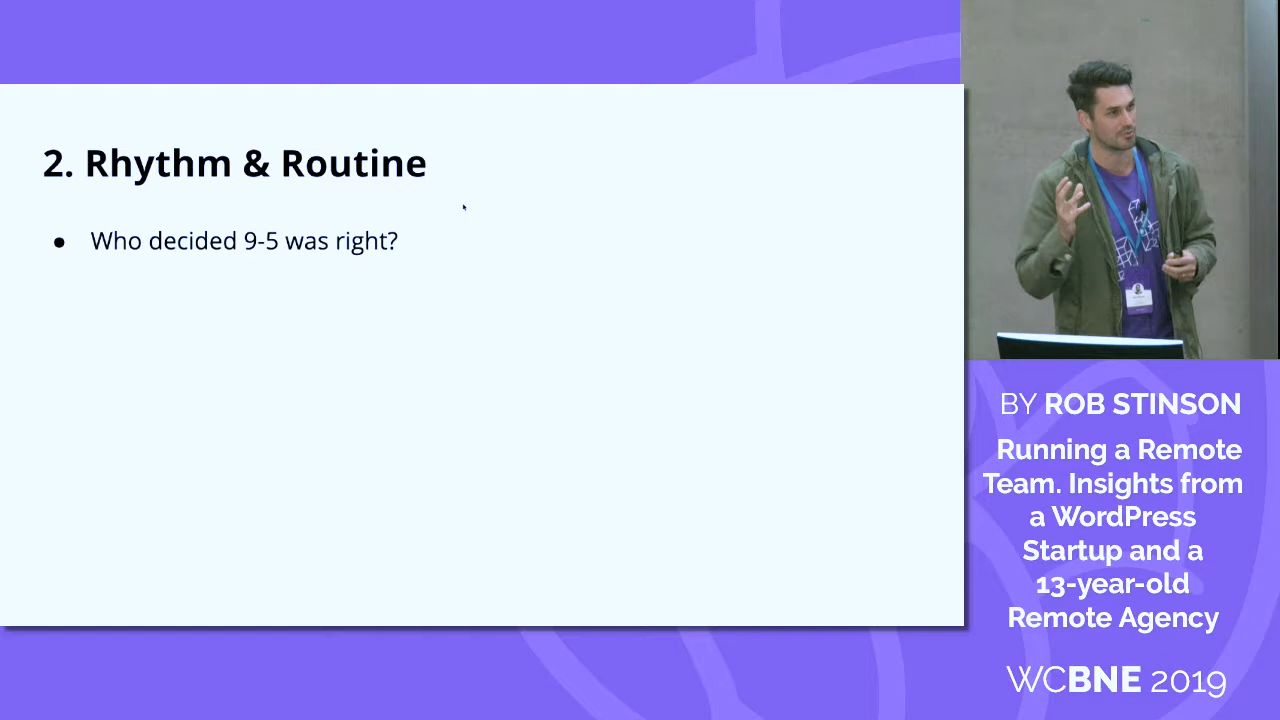 2. Rhythm & Routine
● Who decided 9-5 was right?
BY ROB STINSON
Running a Remote
Team. Insights from
a WordPress
Startup and a
13-year-old
Remote Agency
WCBNE 2019